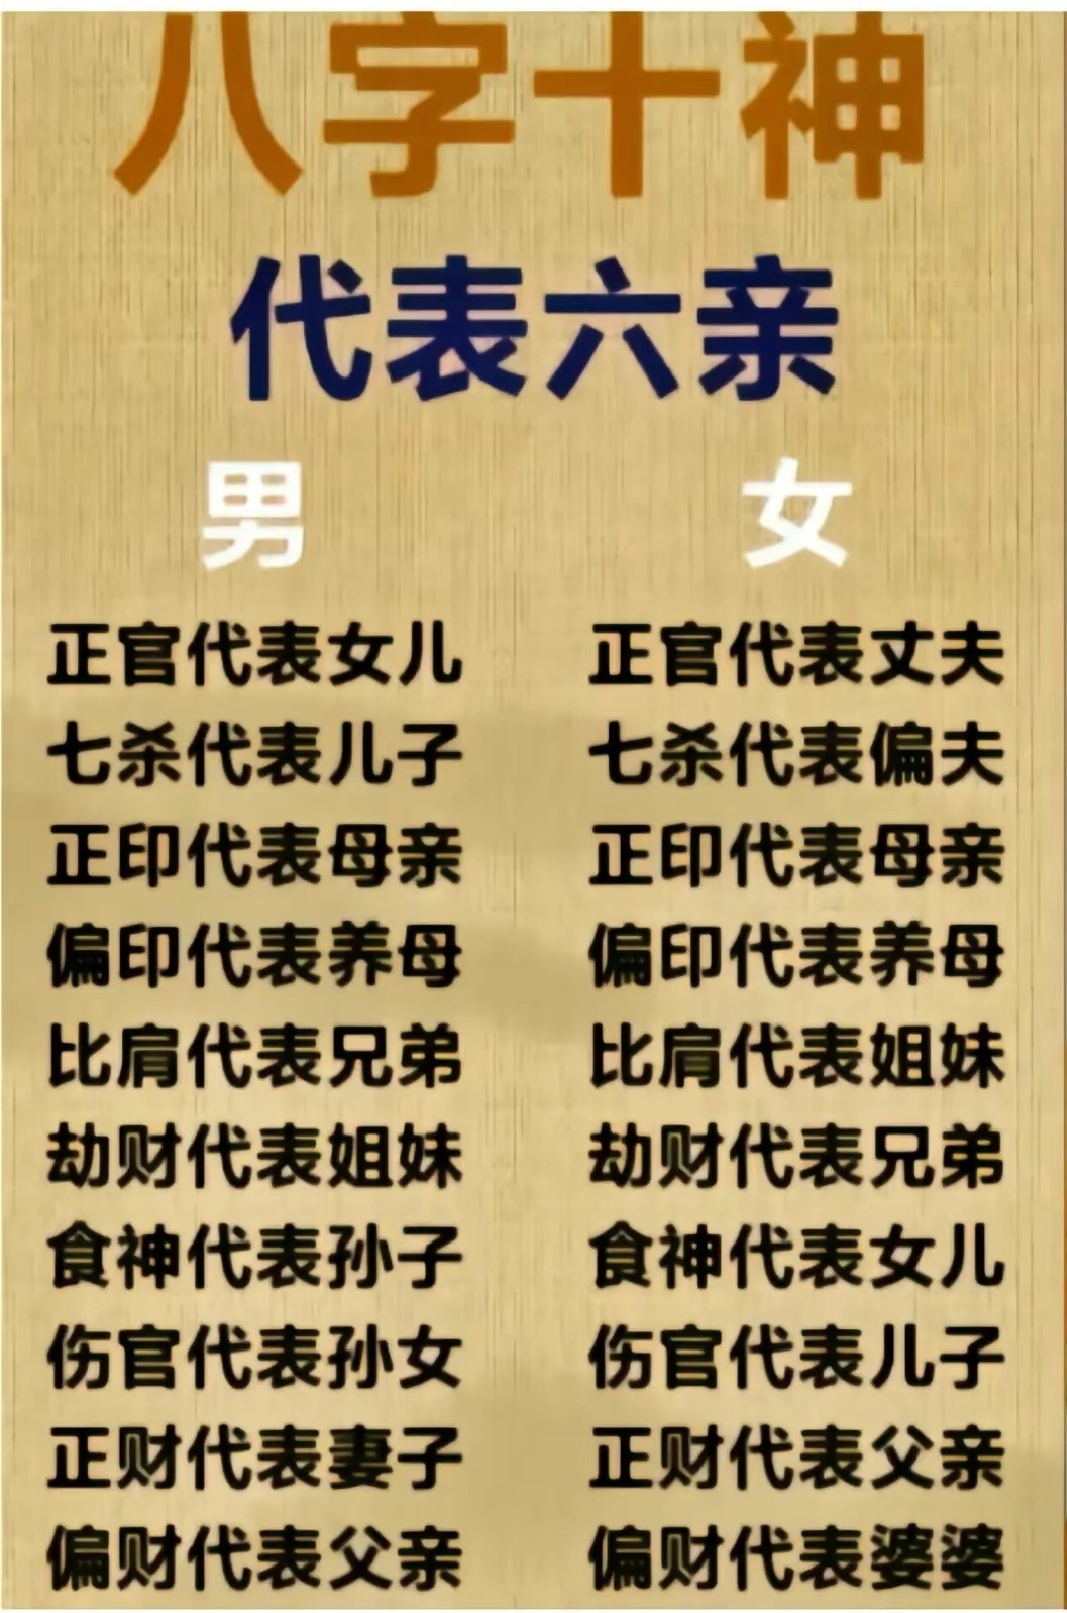 八字十神
代表六亲
男 女
正官代表女儿 正官代表丈夫
七杀代表儿子 七杀代表偏夫
正印代表母亲 正印代表母亲
偏印代表养母 偏印代表养母
比肩代表兄弟 比肩代表姐妹
劫财代表姐妹 劫财代表兄弟
食神代表孙子 食神代表女儿
伤官代表孙女 伤官代表儿子
正财代表妻子 正财代表父亲
偏财代表父亲 偏财代表婆婆